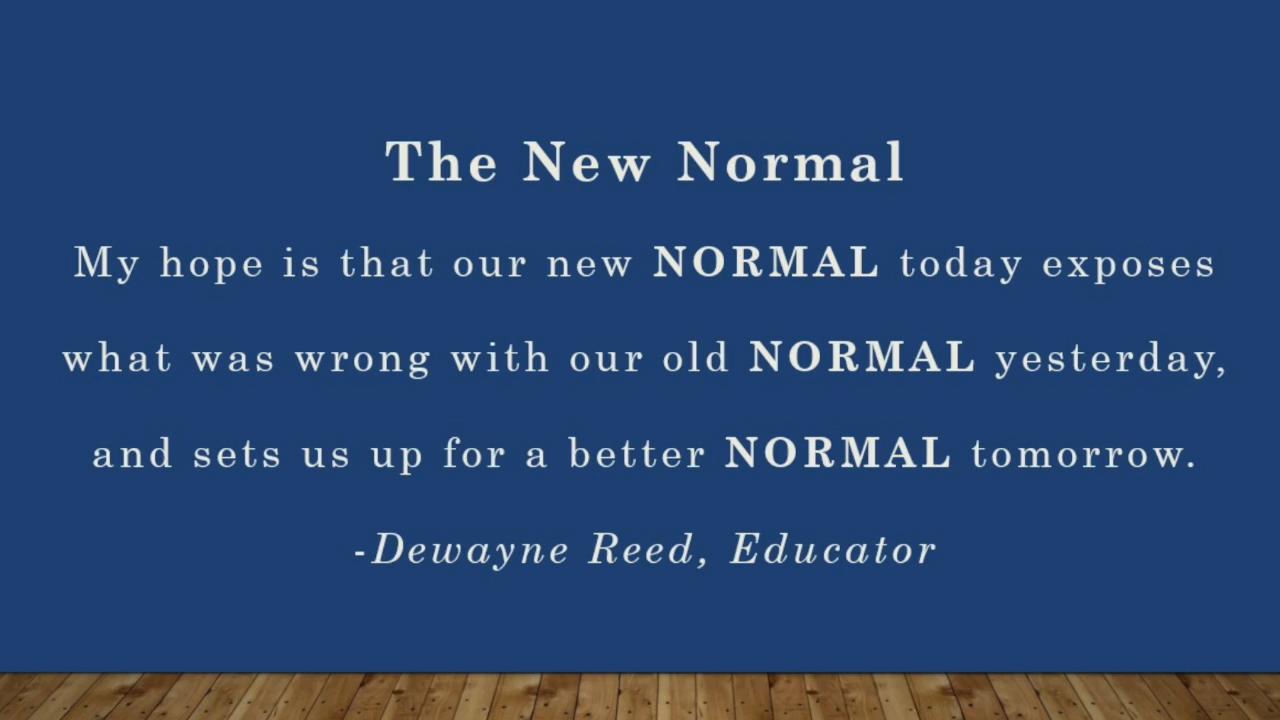 The New Normal
My hope is that our new NORMAL today exposes
what was wrong with our old NORMAL yesterday,
and sets us up for a better NORMAL tomorrow.
-Dewayne Reed, Educator